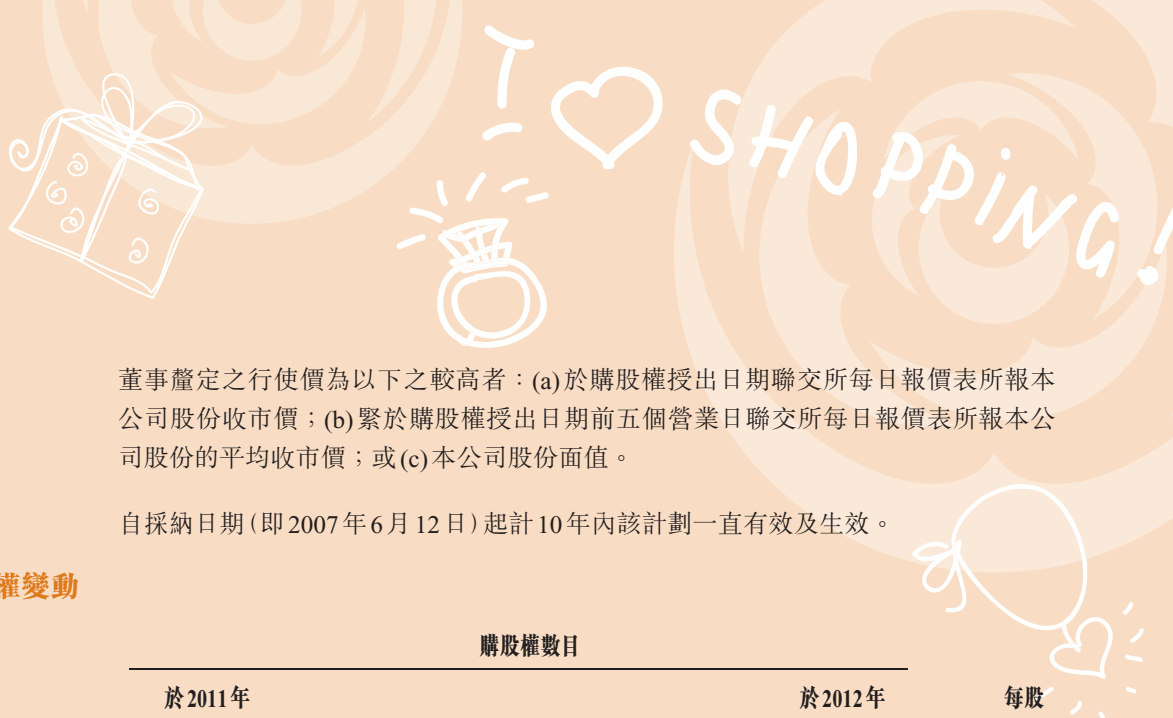 I ♡ SHOPPiNG!
董事釐定之行使價為以下之較高者：(a)於購股權授出日期聯交所每日報價表所報本
公司股份收市價；(b)緊於購股權授出日期前五個營業日聯交所每日報價表所報本公
司股份的平均收市價；或(c)本公司股份面值。
自採納日期(即2007年6月12日)起計10年內該計劃一直有效及生效。
權變動
購股權數目
於2011年 於2012年 每股